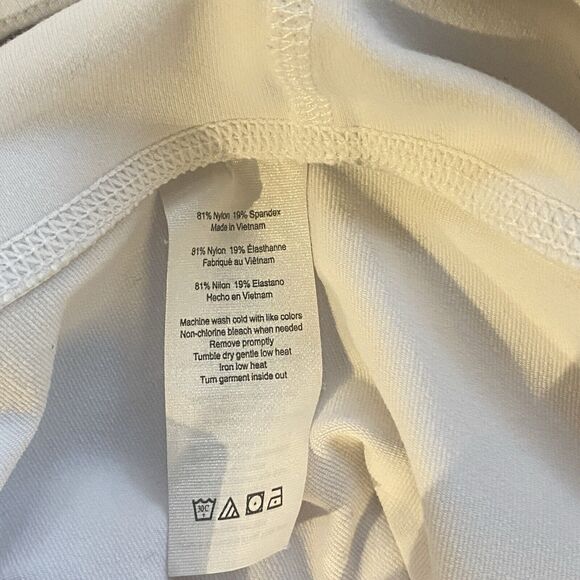 81% Nylon 19% Spandex
Made in Vietnam
81% Nylon 19% Élasthanne
Fabriqué au Viêtnam
81% Nilon 19% Elastano
Hecho en Vietnam
Machine wash cold with like colors
Non-chlorine bleach when needed
Remove promptly
Tumble dry gentle low heat
Iron low heat
Turn garment inside out
30C